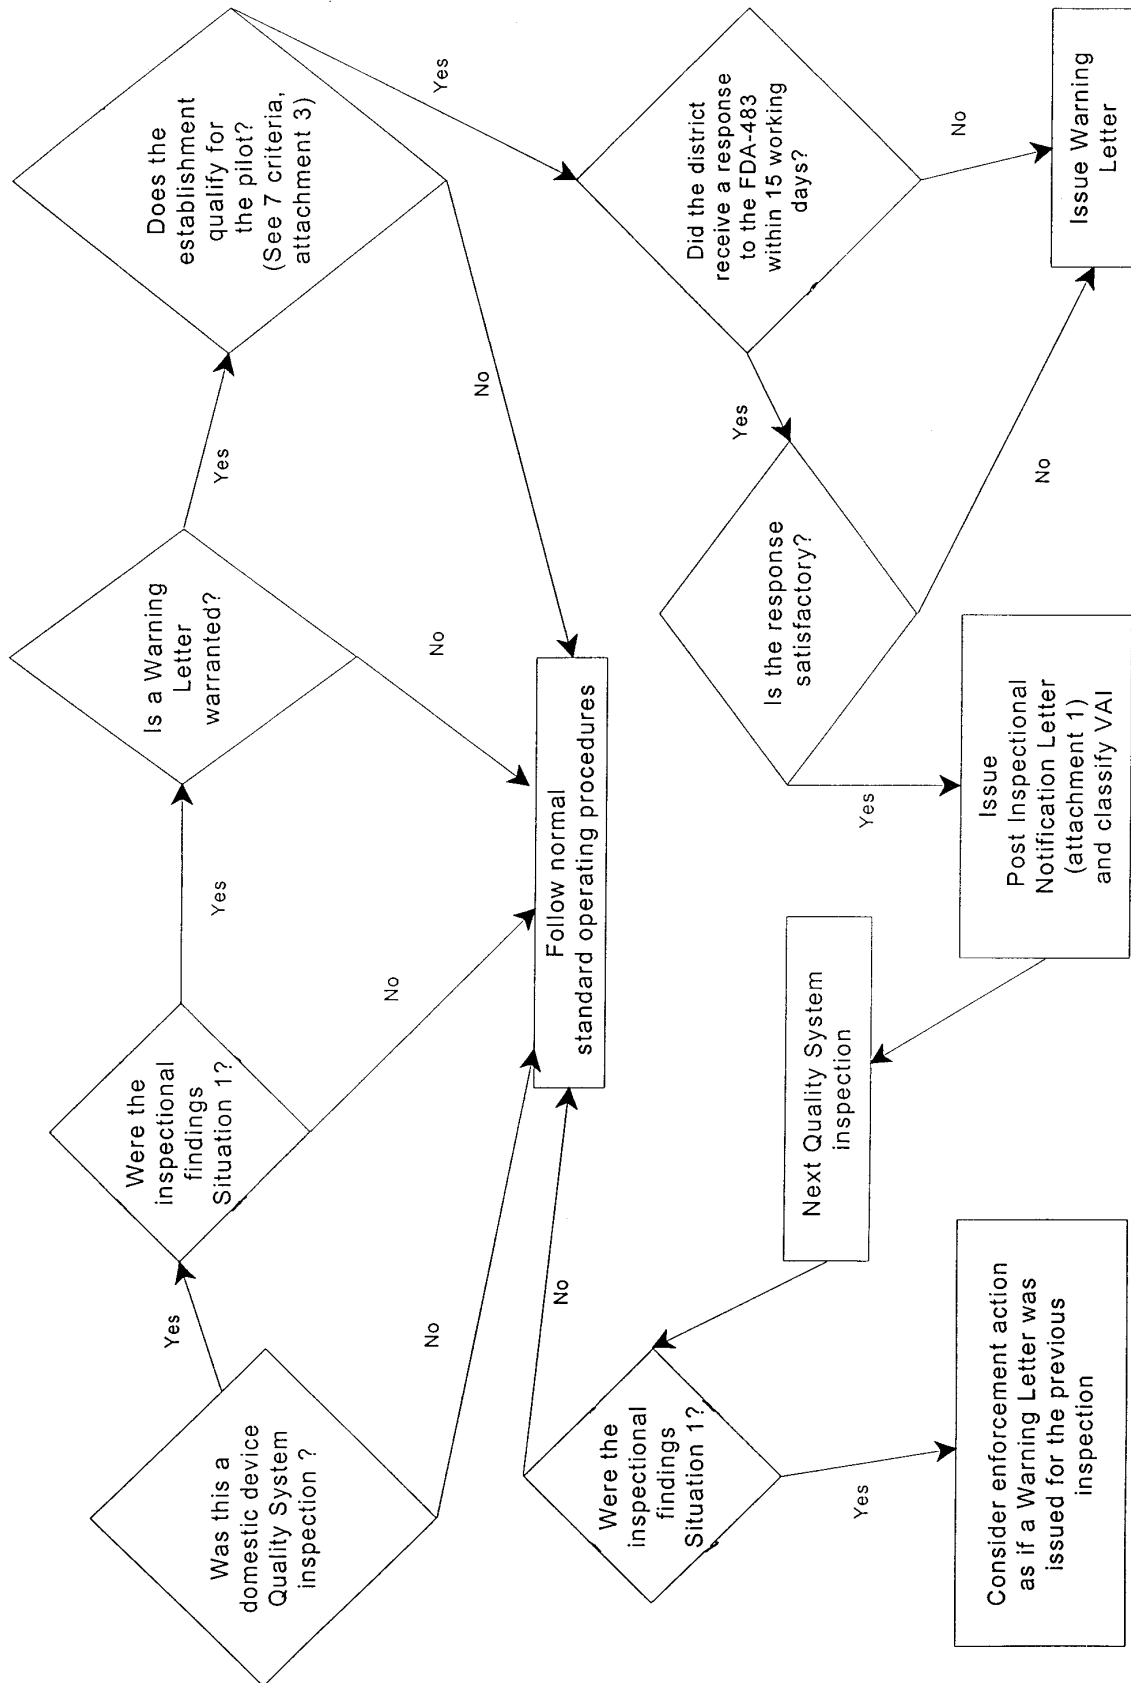 Was this a
domestic device
Quality System
inspection ?
Yes
No
Were the
inspectional
findings
Situation 1?
Yes
No
Is a Warning
Letter
warranted?
Yes
No
Does the
establishment
qualify for
the pilot?
(See 7 criteria,
attachment 3)
Yes
No
Follow normal
standard operating procedures
Did the district
receive a response
to the FDA-483
within 15 working
days?
Yes
No
Is the response
satisfactory?
Yes
No
Issue Warning
Letter
Issue
Post Inspectional
Notification Letter
(attachment 1)
and classify VAI
Next Quality System
inspection
Were the
inspectional
findings
Situation 1?
No
Yes
Consider enforcement action
as if a Warning Letter was
issued for the previous
inspection